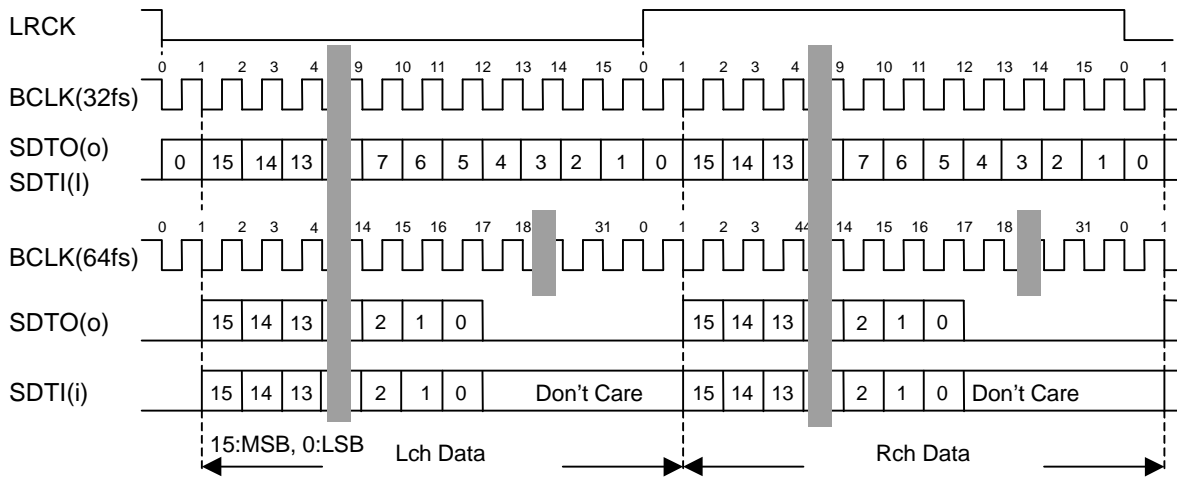 LRCK
0 1 2 3 4 9 10 11 12 13 14 15 0 1 2 3 4 9 10 11 12 13 14 15 0 1
BCLK(32fs)
SDTO(o)
0 15 14 13 7 6 5 4 3 2 1 0 15 14 13 7 6 5 4 3 2 1 0
SDTI(I)
0 1 2 3 4 14 15 16 17 18 31 0 1 2 3 44 14 15 16 17 18 31 0 1
BCLK(64fs)
SDTO(o) 15 14 13 2 1 0 15 14 13 2 1 0
SDTI(i) 15 14 13 2 1 0 Don't Care 15 14 13 2 1 0 Don't Care
15:MSB, 0:LSB
Lch Data Rch Data